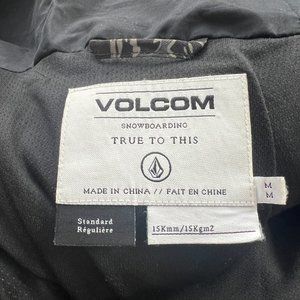 VOLCOM
SNOWBOARDING
TRUE TO THIS
MADE IN CHINA // FAIT EN CHINE
M
M
Standard
Régulière
15Kmm/15Kgm2